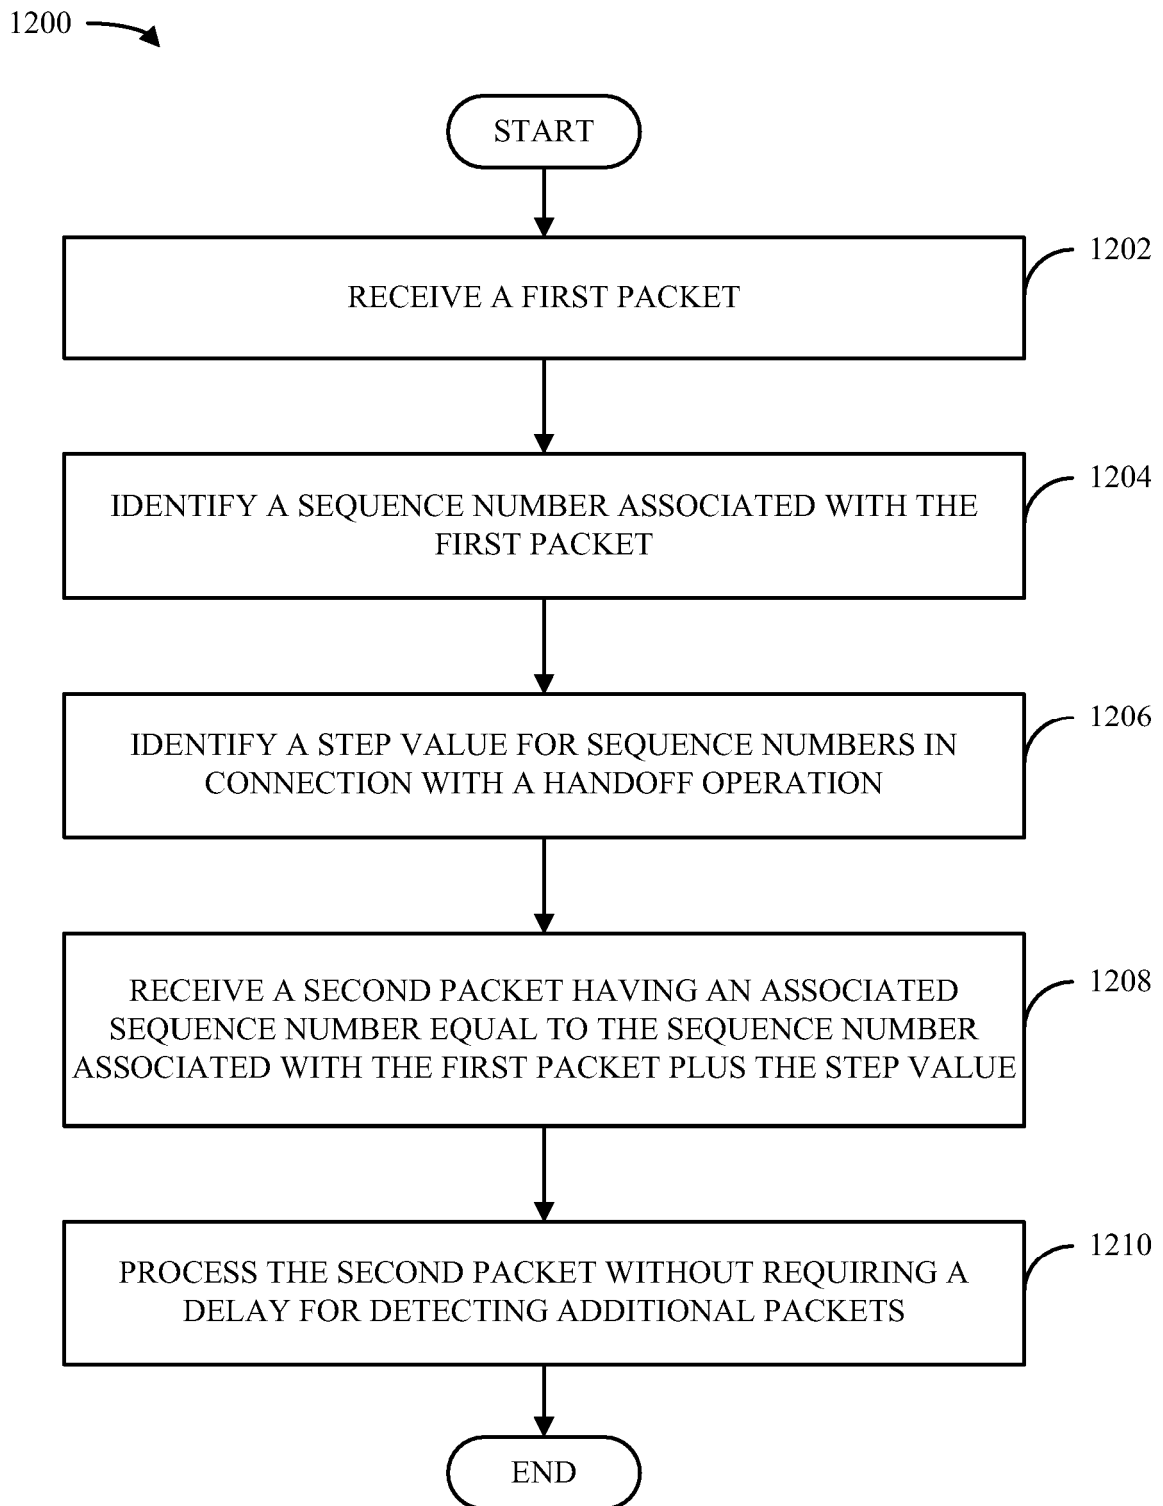 1200
START
RECEIVE A FIRST PACKET
1202
IDENTIFY A SEQUENCE NUMBER ASSOCIATED WITH THE
FIRST PACKET
1204
IDENTIFY A STEP VALUE FOR SEQUENCE NUMBERS IN
CONNECTION WITH A HANDOFF OPERATION
1206
RECEIVE A SECOND PACKET HAVING AN ASSOCIATED
SEQUENCE NUMBER EQUAL TO THE SEQUENCE NUMBER
ASSOCIATED WITH THE FIRST PACKET PLUS THE STEP VALUE
1208
PROCESS THE SECOND PACKET WITHOUT REQUIRING A
DELAY FOR DETECTING ADDITIONAL PACKETS
1210
END